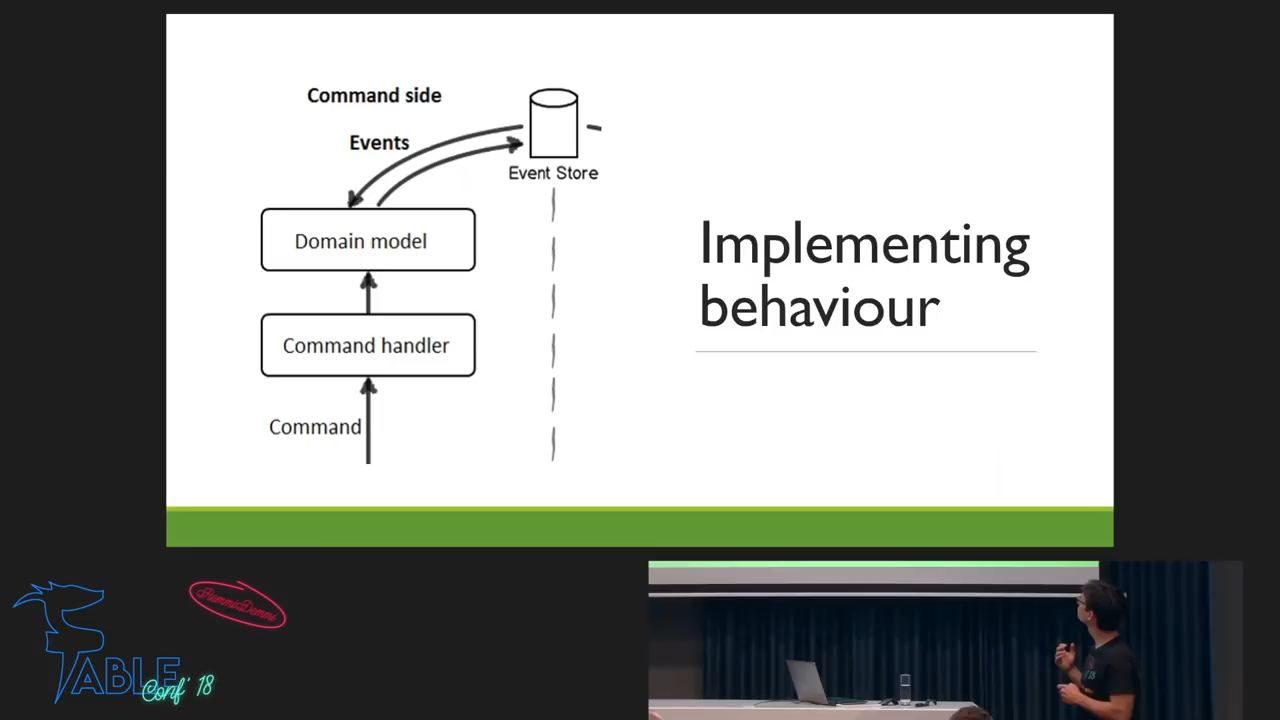 Command side
Events
Event Store
Domain model
Command handler
Command
Implementing
behaviour
FABLE
Conf' 18